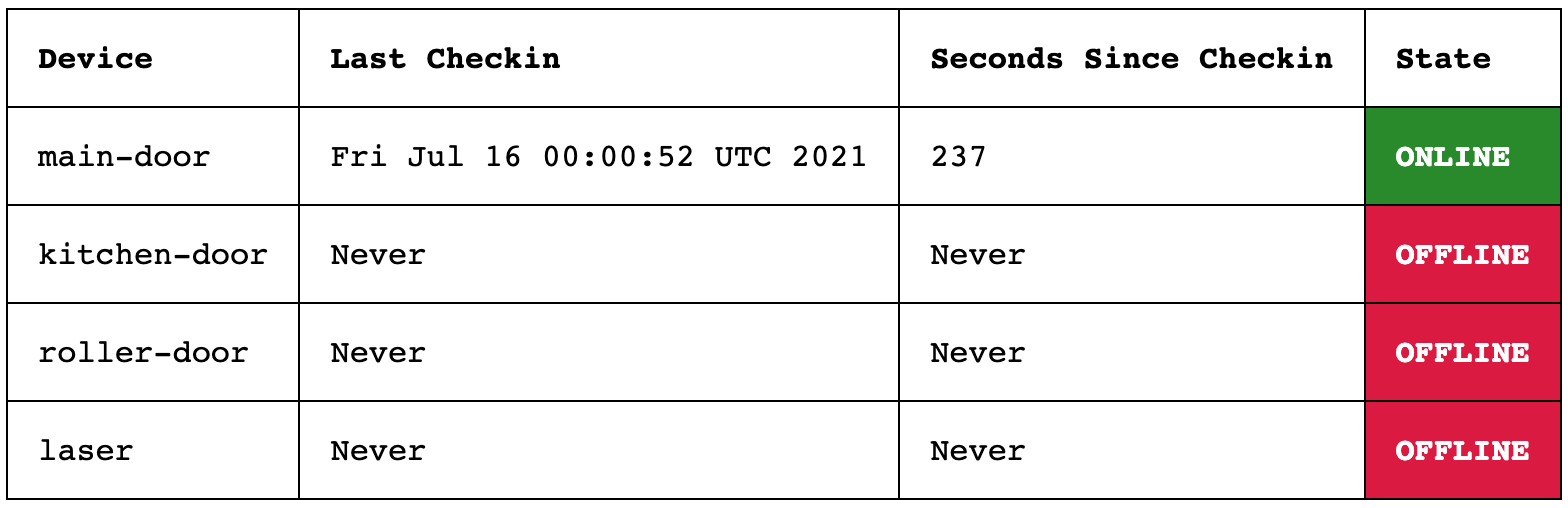 Device Last Checkin Seconds Since Checkin State
main-door Fri Jul 16 00:00:52 UTC 2021 237 ONLINE
kitchen-door Never Never OFFLINE
roller-door Never Never OFFLINE
laser Never Never OFFLINE